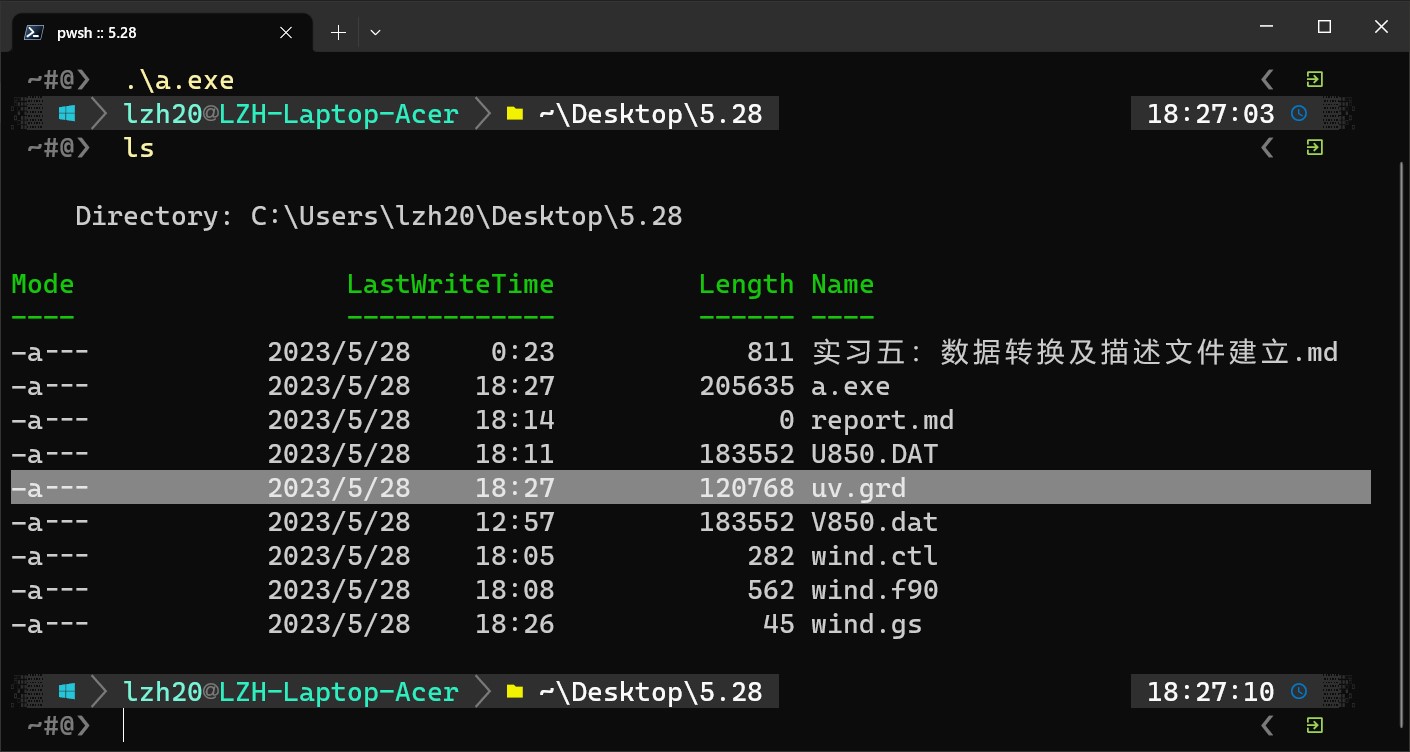 pwsh :: 5.28
~#@❯ .\a.exe
lzh20@LZH-Laptop-Acer ~\Desktop\5.28 18:27:03
~#@❯ ls
Directory: C:\Users\lzh20\Desktop\5.28
Mode LastWriteTime Length Name
---- ------------- ------ ----
-a--- 2023/5/28 0:23 811 实习五：数据转换及描述文件建立.md
-a--- 2023/5/28 18:27 205635 a.exe
-a--- 2023/5/28 18:14 0 report.md
-a--- 2023/5/28 18:11 183552 U850.DAT
-a--- 2023/5/28 18:27 120768 uv.grd
-a--- 2023/5/28 12:57 183552 V850.dat
-a--- 2023/5/28 18:05 282 wind.ctl
-a--- 2023/5/28 18:08 562 wind.f90
-a--- 2023/5/28 18:26 45 wind.gs
lzh20@LZH-Laptop-Acer ~\Desktop\5.28 18:27:10
~#@❯